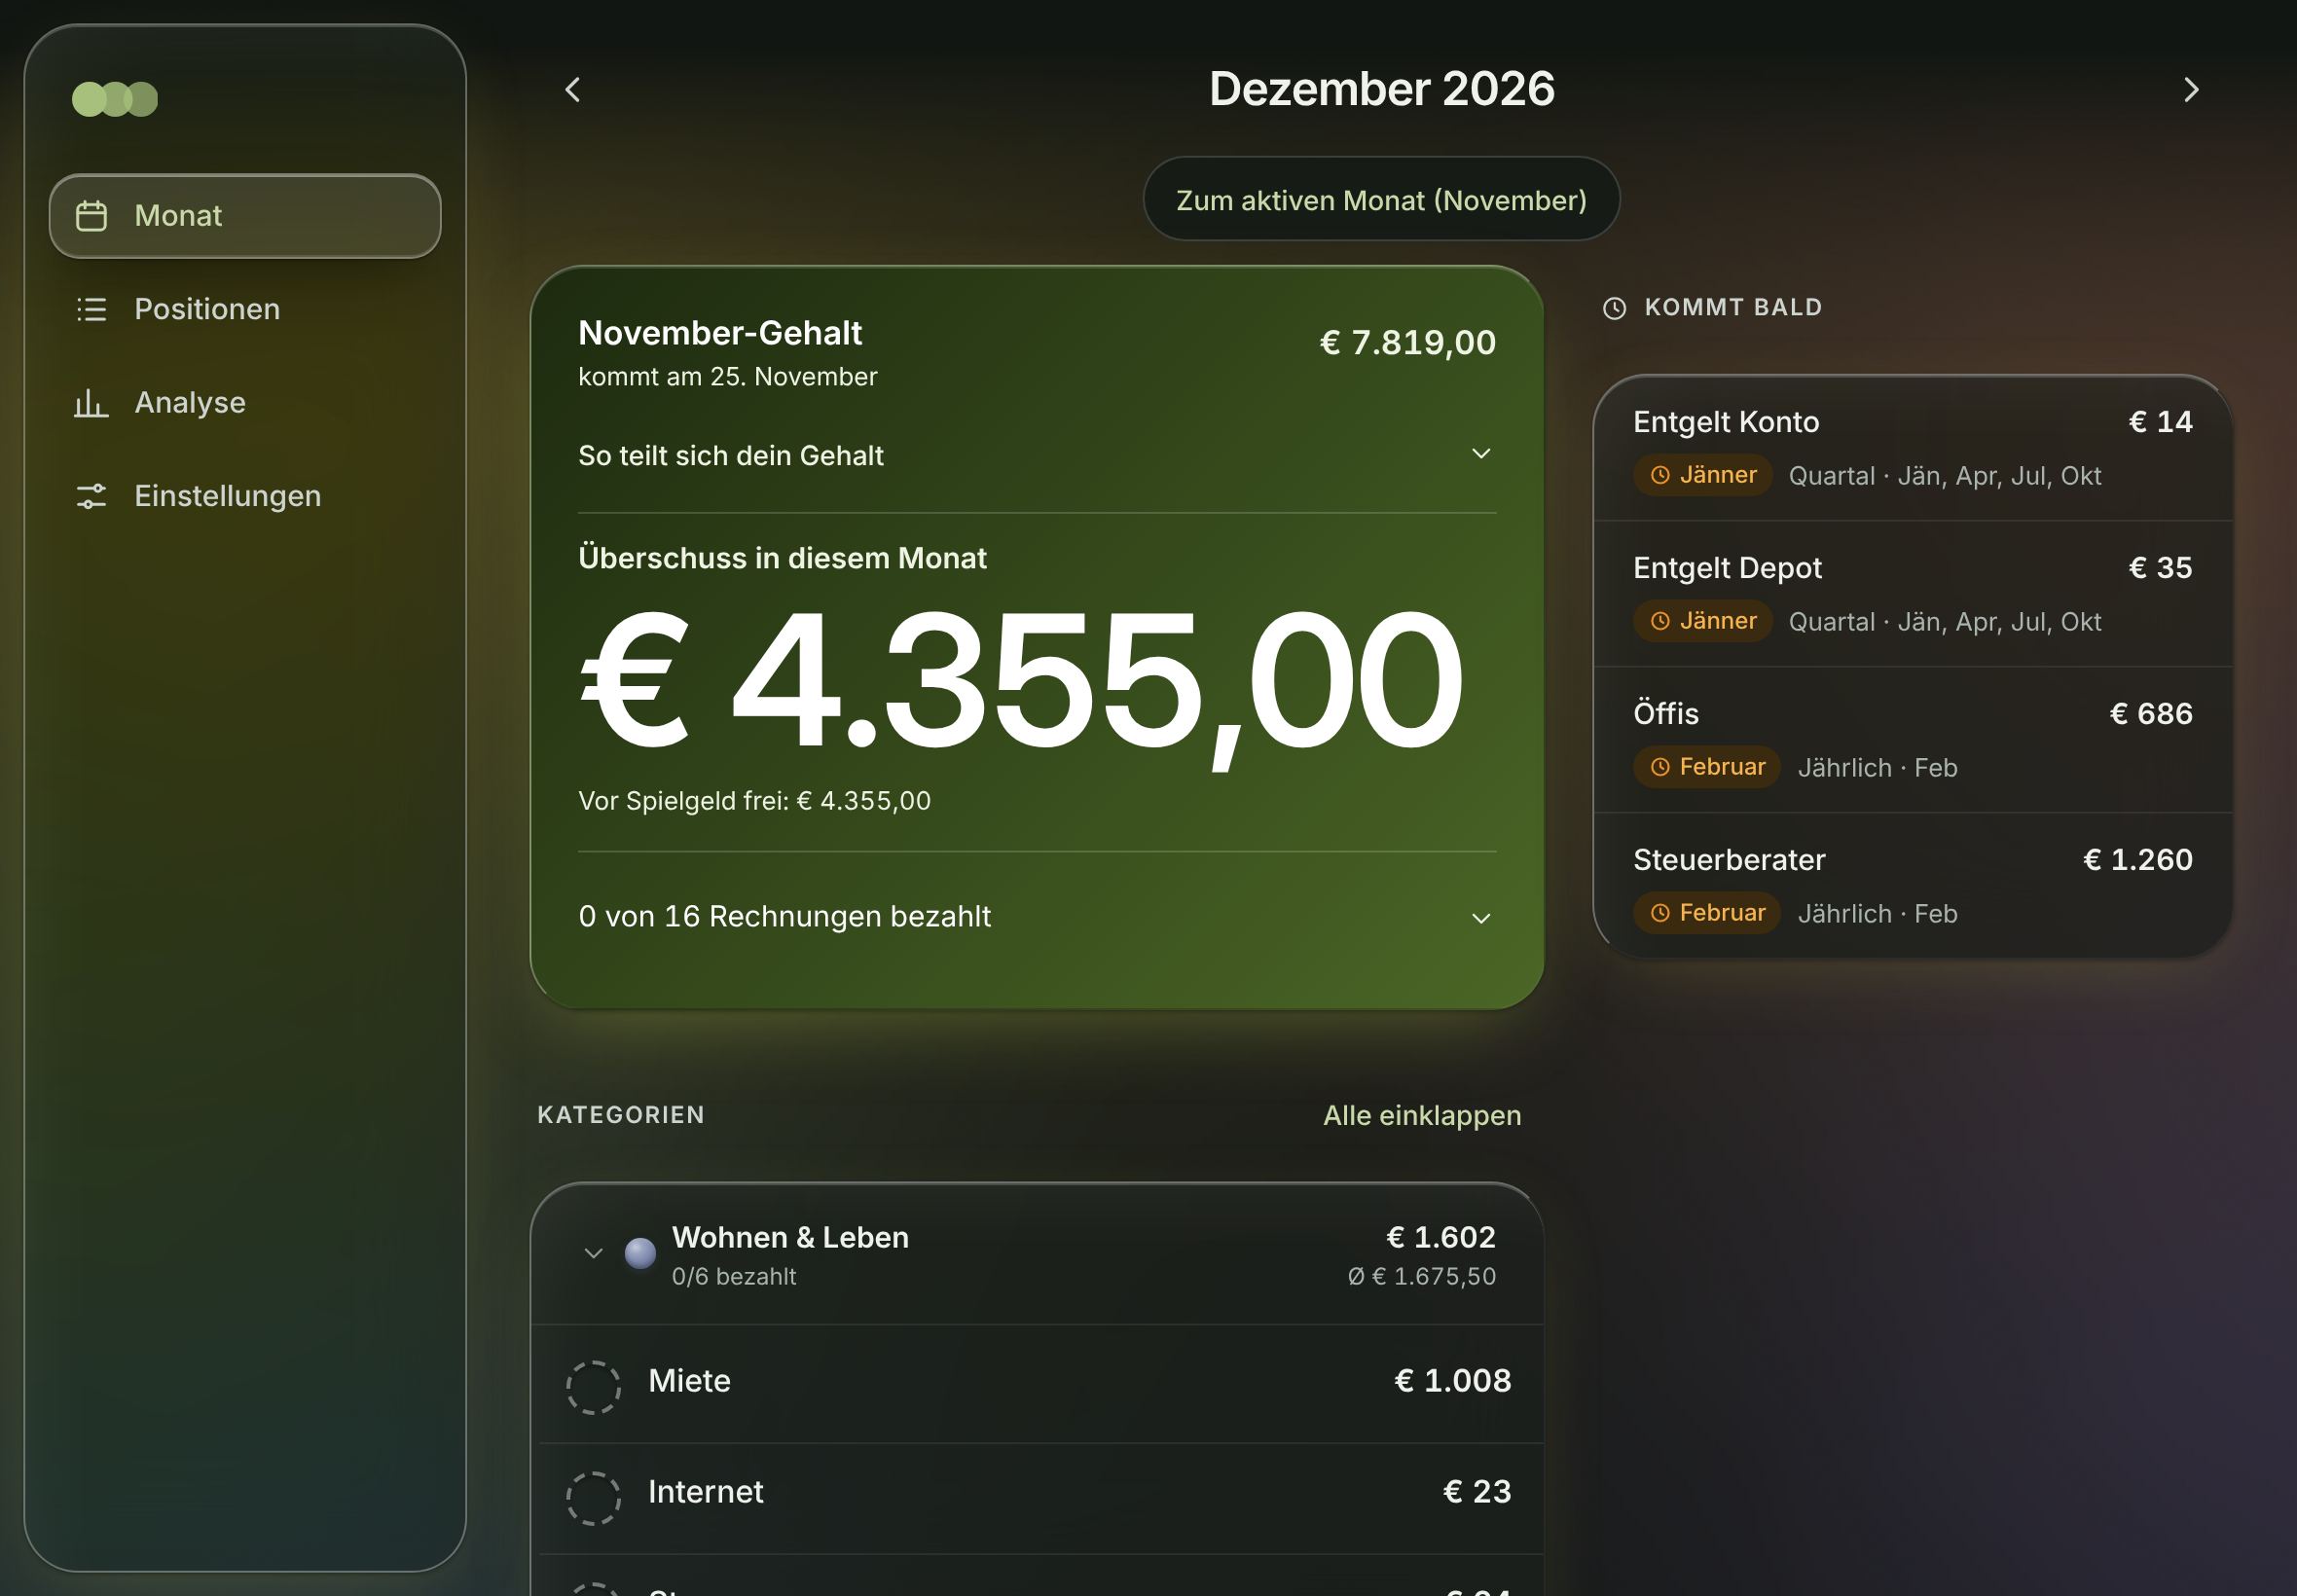 Monat
Positionen
Analyse
Einstellungen
Dezember 2026
Zum aktiven Monat (November)
November-Gehalt
€ 7.819,00
kommt am 25. November
So teilt sich dein Gehalt
Überschuss in diesem Monat
€ 4.355,00
Vor Spielgeld frei: € 4.355,00
0 von 16 Rechnungen bezahlt
KOMMT BALD
Entgelt Konto € 14
Jänner Quartal · Jän, Apr, Jul, Okt
Entgelt Depot € 35
Jänner Quartal · Jän, Apr, Jul, Okt
Öffis € 686
Februar Jährlich · Feb
Steuerberater € 1.260
Februar Jährlich · Feb
KATEGORIEN Alle einklappen
Wohnen & Leben € 1.602
0/6 bezahlt Ø € 1.675,50
Miete € 1.008
Internet € 23